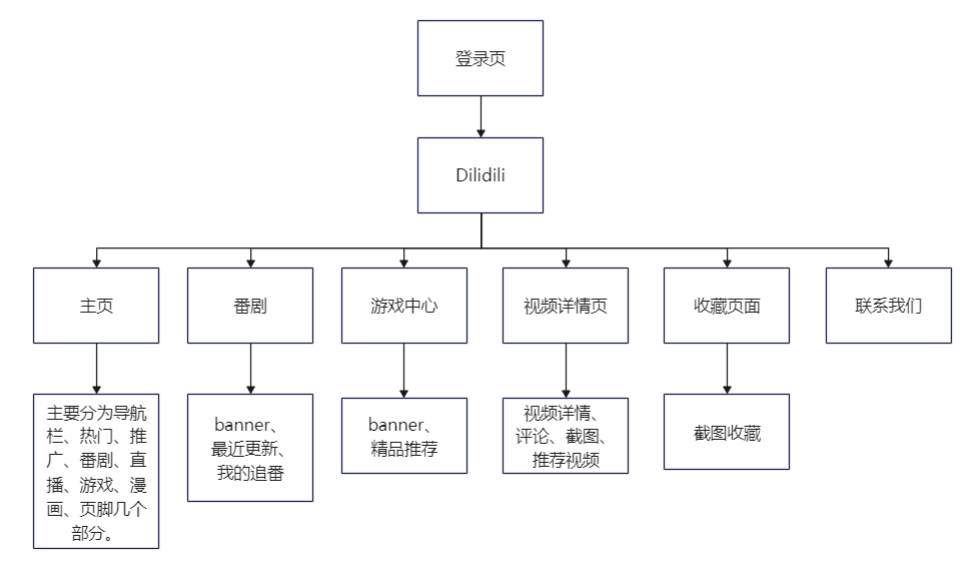 登录页
Dilidili
主页
番剧
游戏中心
视频详情页
收藏页面
联系我们
主要分为导航
栏、热门、推
广、番剧、直
播、游戏、漫
画、页脚几个
部分。
banner、
最近更新、
我的追番
banner、
精品推荐
视频详情、
评论、截图、
推荐视频
截图收藏